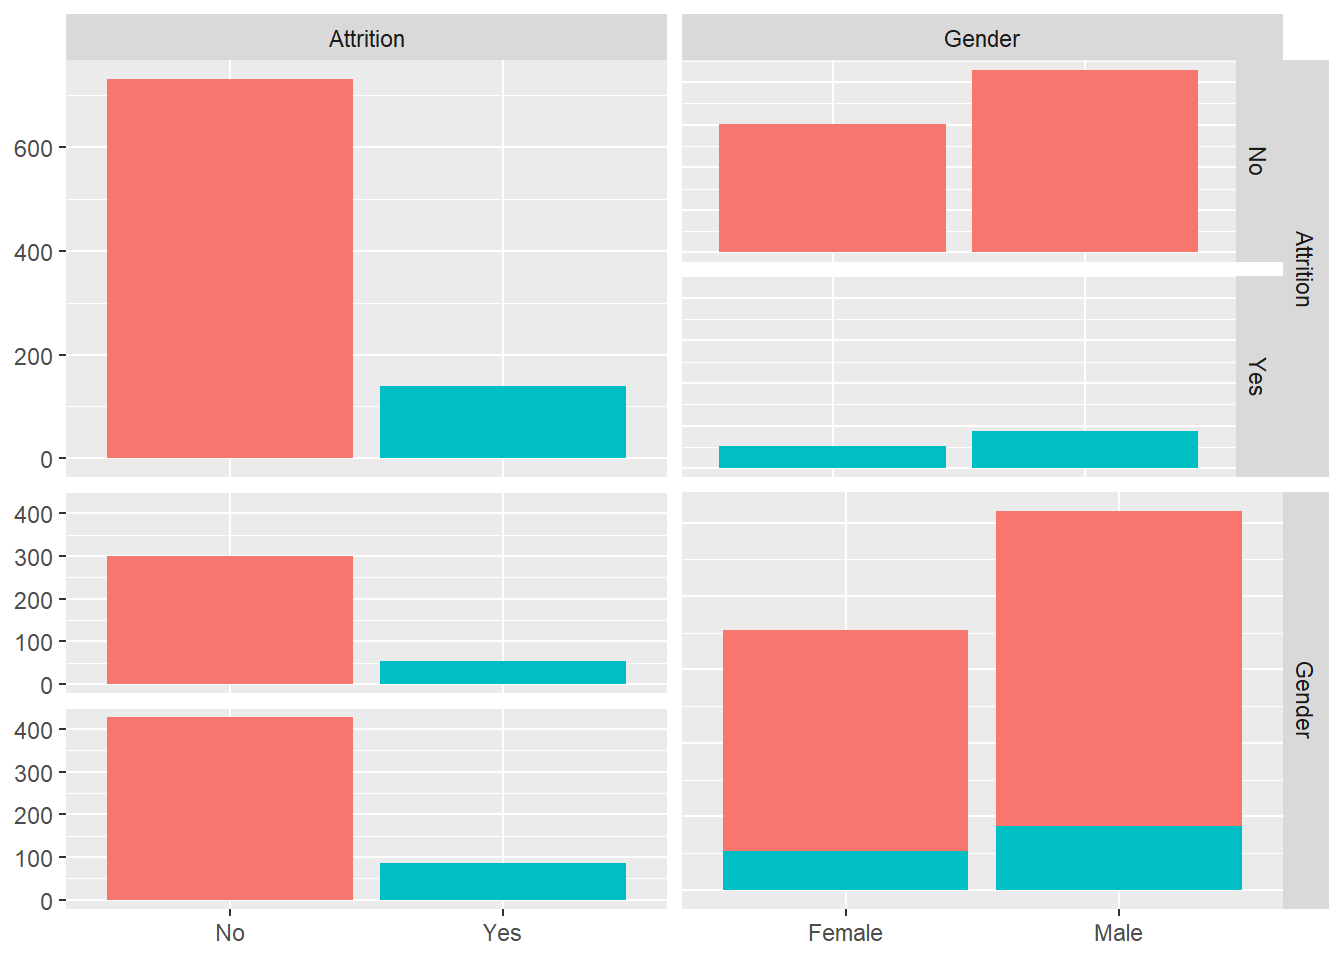 Attrition
Gender
600
400
200
0
No
Yes
Attrition
400
300
200
100
0
400
300
200
100
0
Gender
No
Yes
Female
Male